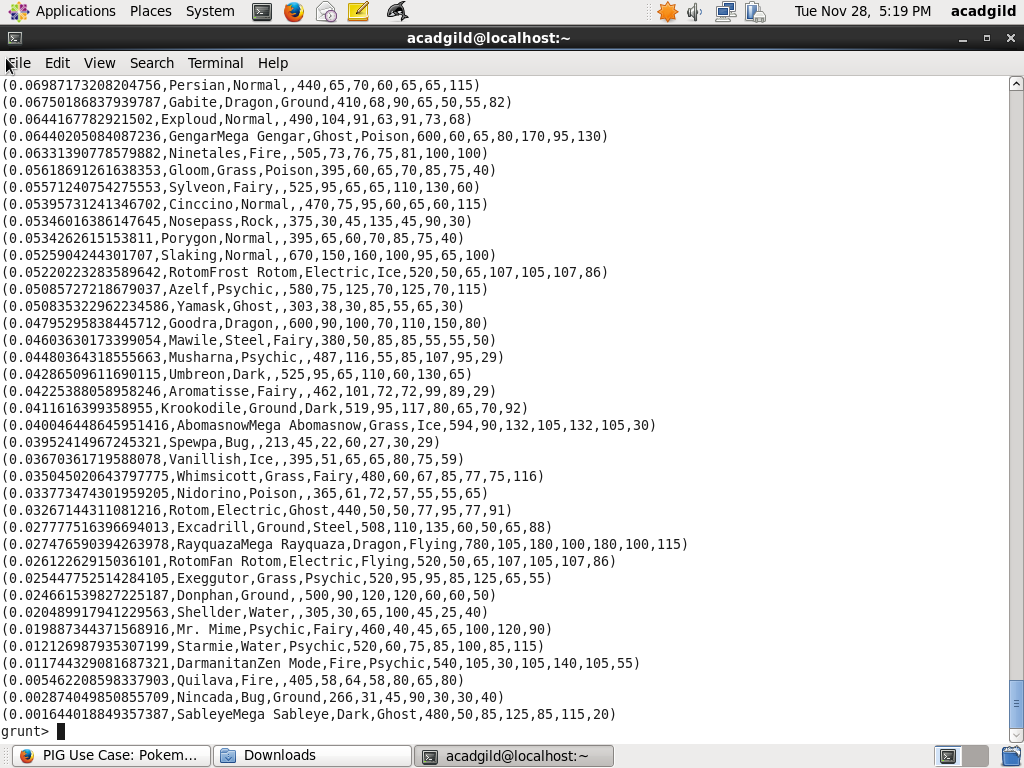 Applications Places System Tue Nov 28, 5:19 PM acadgild
acadgild@localhost:~
File Edit View Search Terminal Help
(0.06987173208204756,Persian,Normal,,440,65,70,60,65,65,115)
(0.06750186837939787,Gabite,Dragon,Ground,410,68,90,65,50,55,82)
(0.0644167782921502,Exploud,Normal,,490,104,91,63,91,73,68)
(0.06440205084087236,GengarMega Gengar,Ghost,Poison,600,60,65,80,170,95,130)
(0.06331390778579882,Ninetales,Fire,,505,73,76,75,81,100,100)
(0.05618691261638353,Gloom,Grass,Poison,395,60,65,70,85,75,40)
(0.05571240754275553,Sylveon,Fairy,,525,95,65,65,110,130,60)
(0.05395731241346702,Cinccino,Normal,,470,75,95,60,65,60,115)
(0.05346016386147645,Nosepass,Rock,,375,30,45,135,45,90,30)
(0.0534262615153811,Porygon,Normal,,395,65,60,70,85,75,40)
(0.0525904244301707,Slaking,Normal,,670,150,160,100,95,65,100)
(0.05220223283589642,RotomFrost Rotom,Electric,Ice,520,50,65,107,105,107,86)
(0.05085727218679037,Azelf,Psychic,,580,75,125,70,125,70,115)
(0.050835322962234586,Yamask,Ghost,,303,38,30,85,55,65,30)
(0.04795295838445712,Goodra,Dragon,,600,90,100,70,110,150,80)
(0.04603630173399054,Mawile,Steel,Fairy,380,50,85,85,55,55,50)
(0.04480364318555663,Musharna,Psychic,,487,116,55,85,107,95,29)
(0.04286509611690115,Umbreon,Dark,,525,95,65,110,60,130,65)
(0.04225388058958246,Aromatisse,Fairy,,462,101,72,72,99,89,29)
(0.0411616399358955,Krookodile,Ground,Dark,519,95,117,80,65,70,92)
(0.040046448645951416,AbomasnowMega Abomasnow,Grass,Ice,594,90,132,105,132,105,30)
(0.03952414967245321,Spewpa,Bug,,213,45,22,60,27,30,29)
(0.03670361719588078,Vanillish,Ice,,395,51,65,65,80,75,59)
(0.035045020643797775,Whimsicott,Grass,Fairy,480,60,67,85,77,75,116)
(0.033773474301959205,Nidorino,Poison,,365,61,72,57,55,55,65)
(0.03267144311081216,Rotom,Electric,Ghost,440,50,50,77,95,77,91)
(0.027777516396694013,Excadrill,Ground,Steel,508,110,135,60,50,65,88)
(0.027476590394263978,RayquazaMega Rayquaza,Dragon,Flying,780,105,180,100,180,100,115)
(0.02612262915036101,RotomFan Rotom,Electric,Flying,520,50,65,107,105,107,86)
(0.025447752514284105,Exeggutor,Grass,Psychic,520,95,95,85,125,65,55)
(0.024661539827225187,Donphan,Ground,,500,90,120,120,60,60,50)
(0.020489917941229563,Shellder,Water,,305,30,65,100,45,25,40)
(0.019887344371568916,Mr. Mime,Psychic,Fairy,460,40,45,65,100,120,90)
(0.012126987935307199,Starmie,Water,Psychic,520,60,75,85,100,85,115)
(0.011744329081687321,DarmanitanZen Mode,Fire,Psychic,540,105,30,105,140,105,55)
(0.005462208598337903,Quilava,Fire,,405,58,64,58,80,65,80)
(0.002874049850855709,Nincada,Bug,Ground,266,31,45,90,30,30,40)
(0.001644018849357387,SableyeMega Sableye,Dark,Ghost,480,50,85,125,85,115,20)
grunt>
PIG Use Case: Pokem... Downloads acadgild@localhost:~